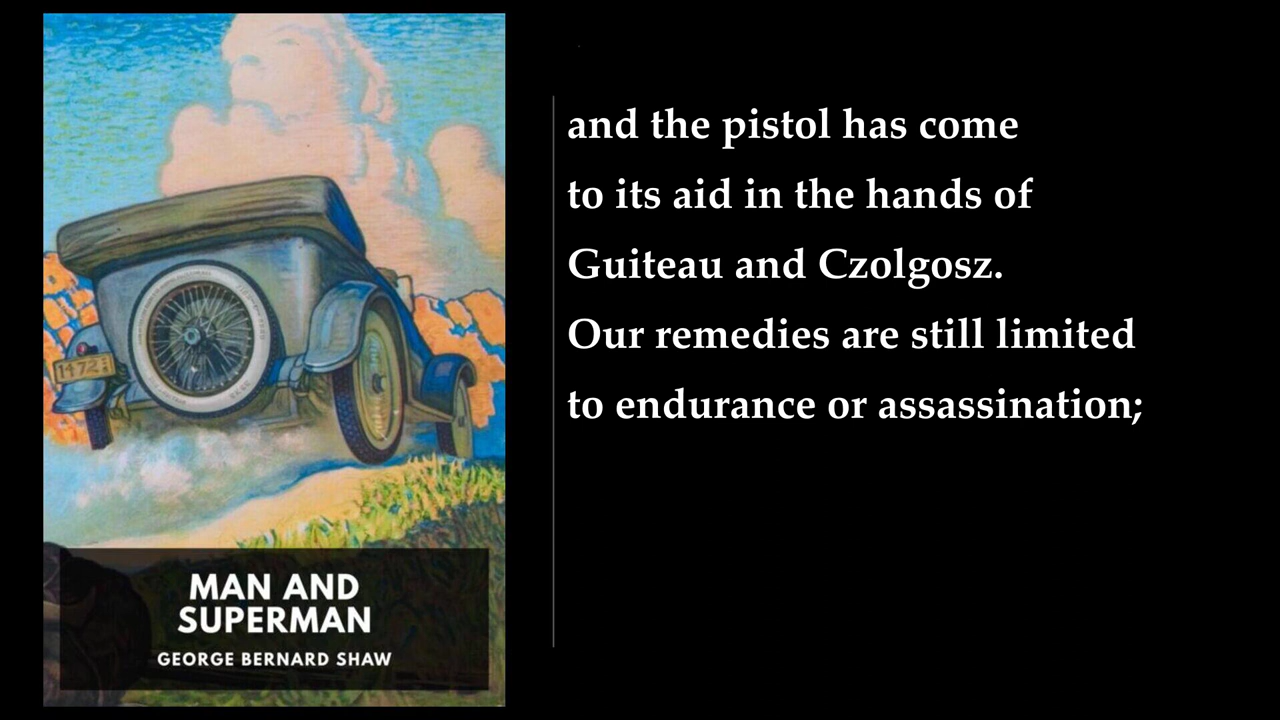 and the pistol has come
to its aid in the hands of
Guiteau and Czolgosz.
Our remedies are still limited
to endurance or assassination;
1472
MAN AND
SUPERMAN
GEORGE BERNARD SHAW